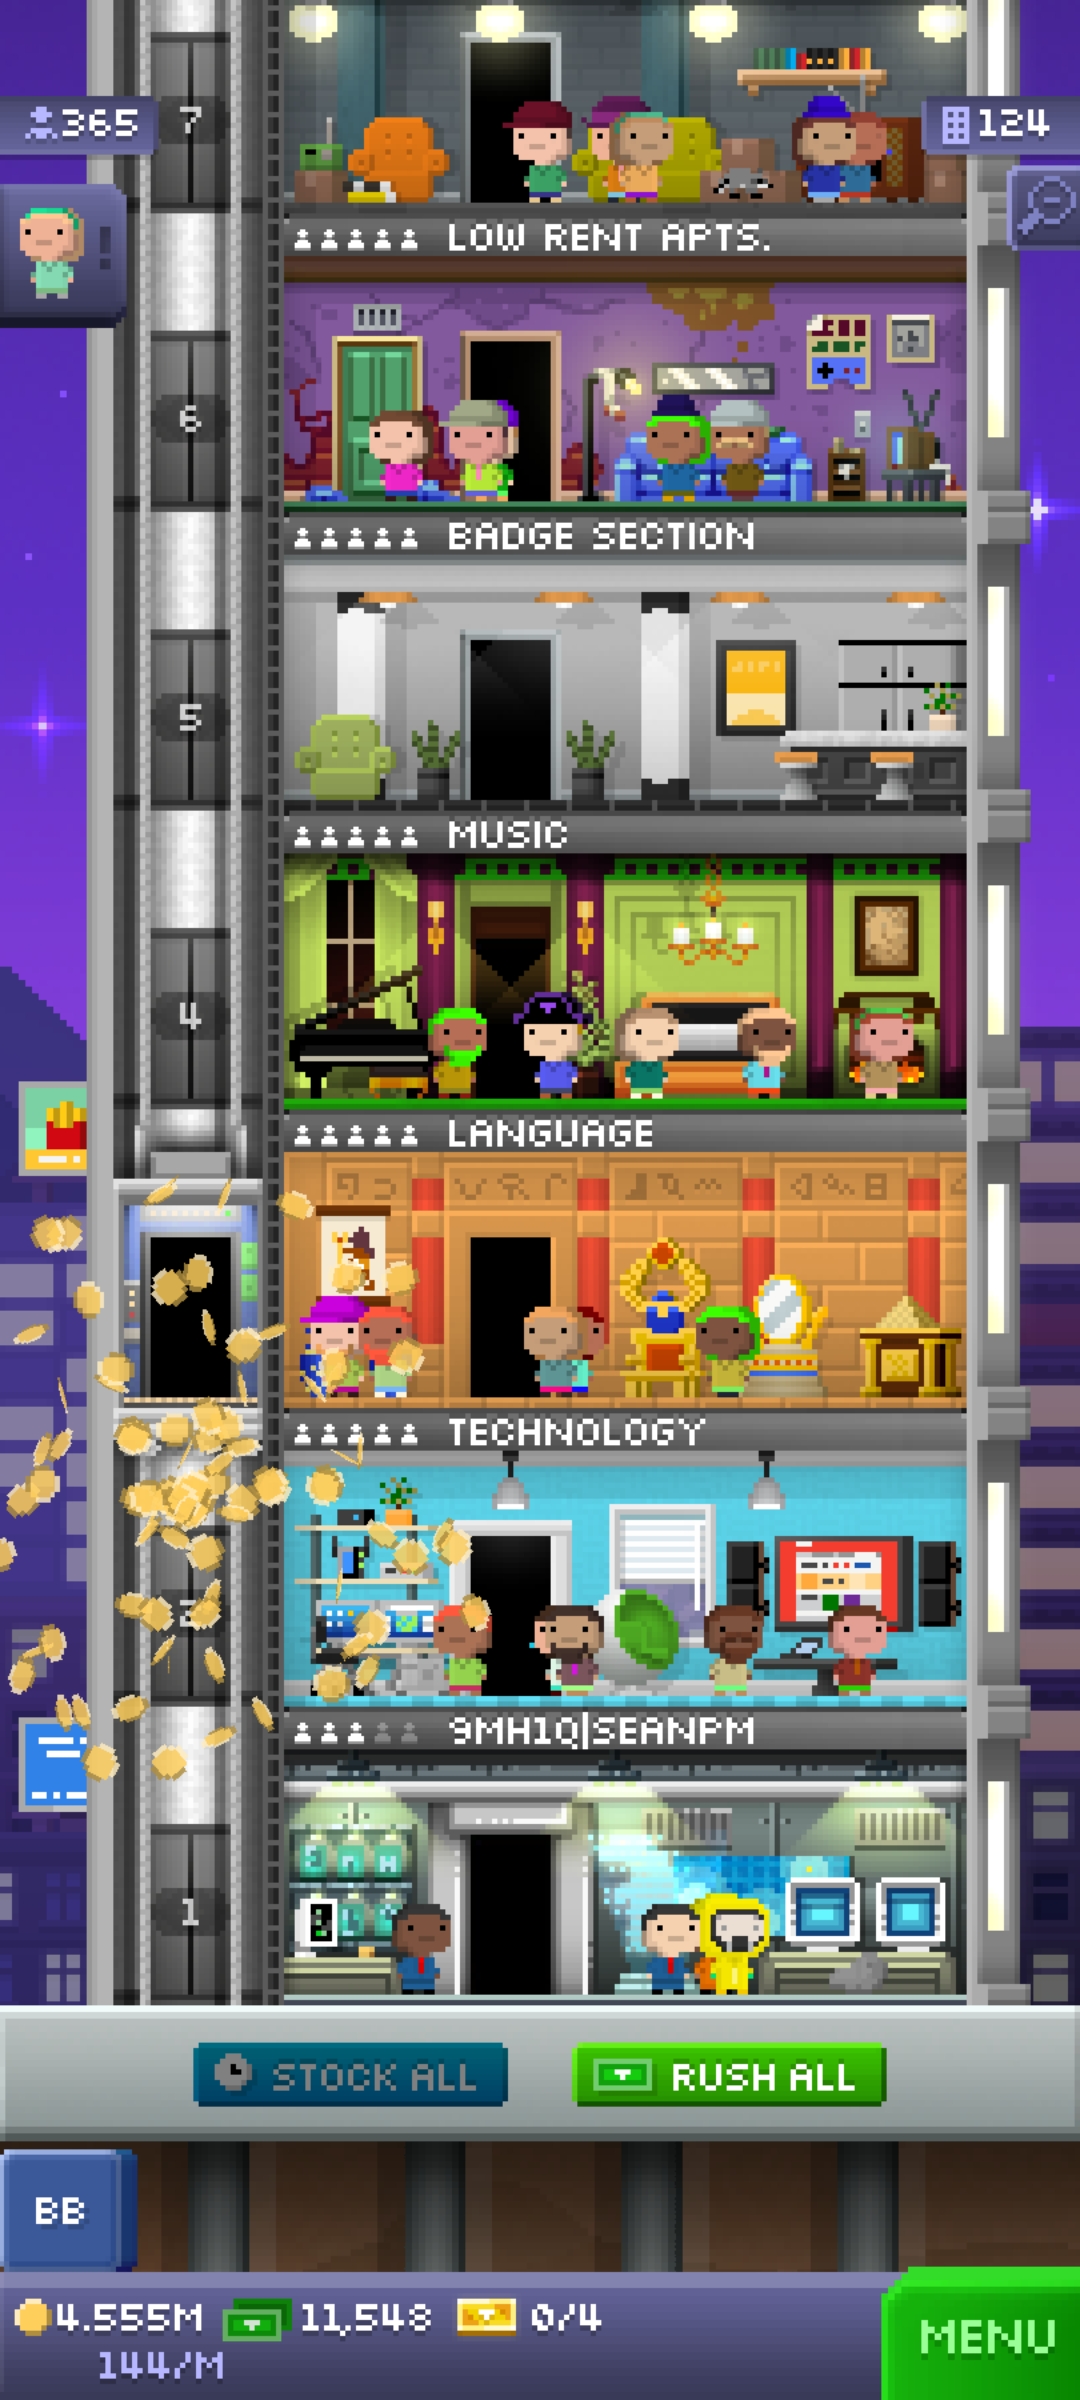 7
365
124
LOW RENT APTS.
6
BADGE SECTION
5
MUSIC
4
LANGUAGE
TECHNOLOGY
2
9MH1Q|SEANPM
1
STOCK ALL
RUSH ALL
BB
4.555M
11,548
0/4
144/M
MENU